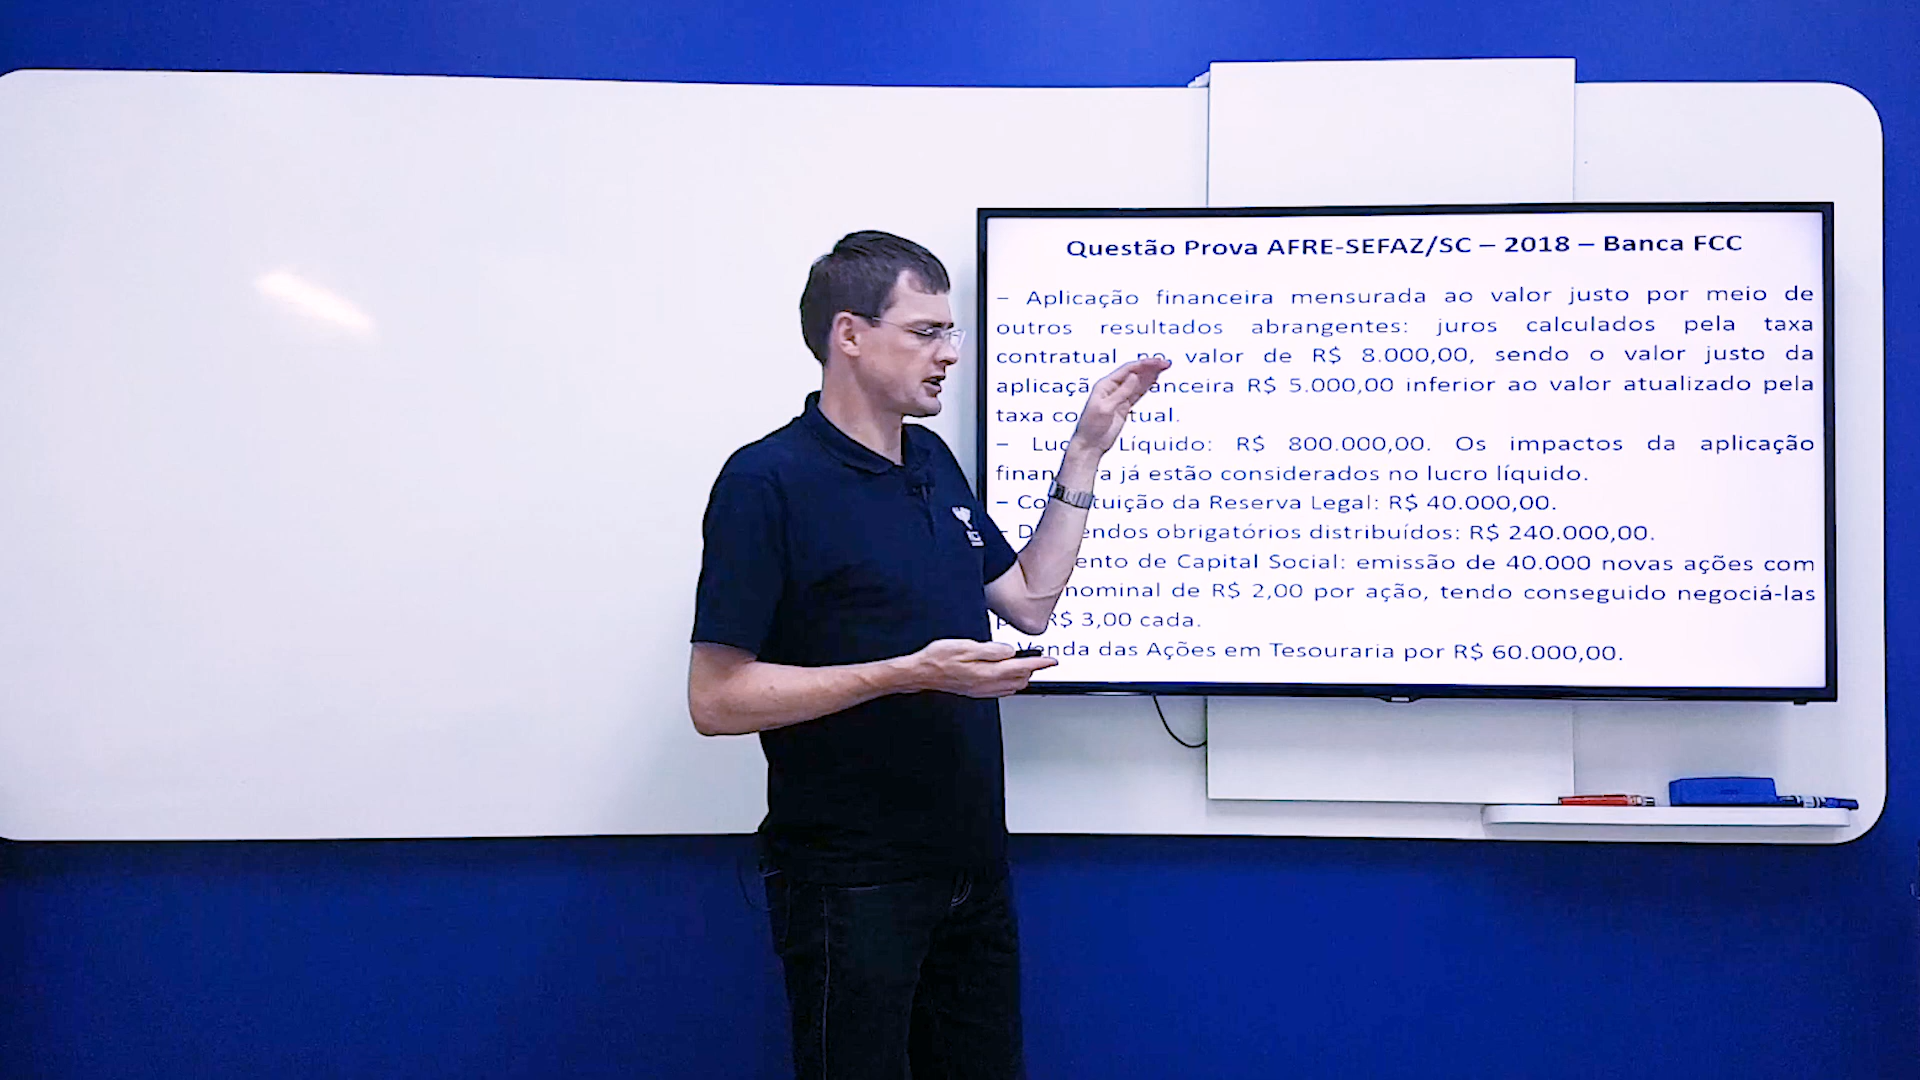 Questão Prova AFRE-SEFAZ/SC – 2018 – Banca FCC
– Aplicação financeira mensurada ao valor justo por meio de
outros resultados abrangentes: juros calculados pela taxa
contratual no valor de R$ 8.000,00, sendo o valor justo da
R$ 5.000,00 inferior ao valor atualizado pela
taxa
Líquido: R$ 800.000,00. Os impactos da aplicação
já estão considerados no lucro líquido.
da Reserva Legal: R$ 40.000,00.
obrigatórios distribuídos: R$ 240.000,00.
de Capital Social: emissão de 40.000 novas ações com
nominal de R$ 2,00 por ação, tendo conseguido negociá-las
R$ 3,00 cada.
Venda das Ações em Tesouraria por R$ 60.000,00.